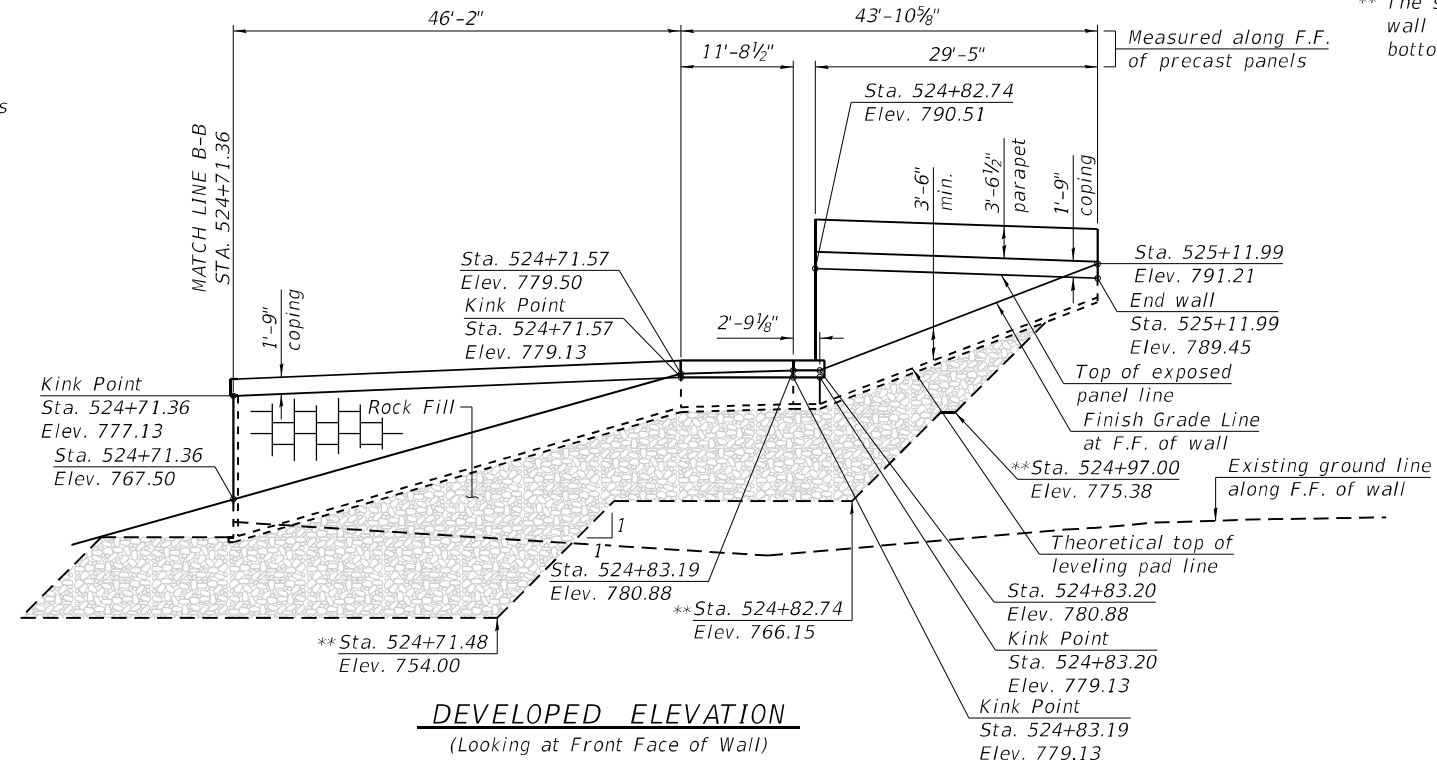 46'-2"
43'-10⅝"
11'-8½"
29'-5"
Measured along F.F.
of precast panels
** The s
wall
botto
s
MATCH LINE B-B
STA. 524+71.36
Sta. 524+82.74
Elev. 790.51
3'-6"
min.
3'-6½"
parapet
1'-9"
coping
Sta. 524+71.57
Elev. 779.50
Kink Point
Sta. 524+71.57
Elev. 779.13
Sta. 525+11.99
Elev. 791.21
End wall
Sta. 525+11.99
Elev. 789.45
1'-9"
coping
2'-9⅛"
Kink Point
Sta. 524+71.36
Elev. 777.13
Sta. 524+71.36
Elev. 767.50
Rock Fill
Top of exposed
panel line
Finish Grade Line
at F.F. of wall
**Sta. 524+97.00
Elev. 775.38
Existing ground line
along F.F. of wall
1
1
Theoretical top of
leveling pad line
Sta. 524+83.19
Elev. 780.88
**Sta. 524+82.74
Elev. 766.15
Sta. 524+83.20
Elev. 780.88
**Sta. 524+71.48
Elev. 754.00
Kink Point
Sta. 524+83.20
Elev. 779.13
Kink Point
Sta. 524+83.19
Elev. 779.13
DEVELOPED ELEVATION
(Looking at Front Face of Wall)